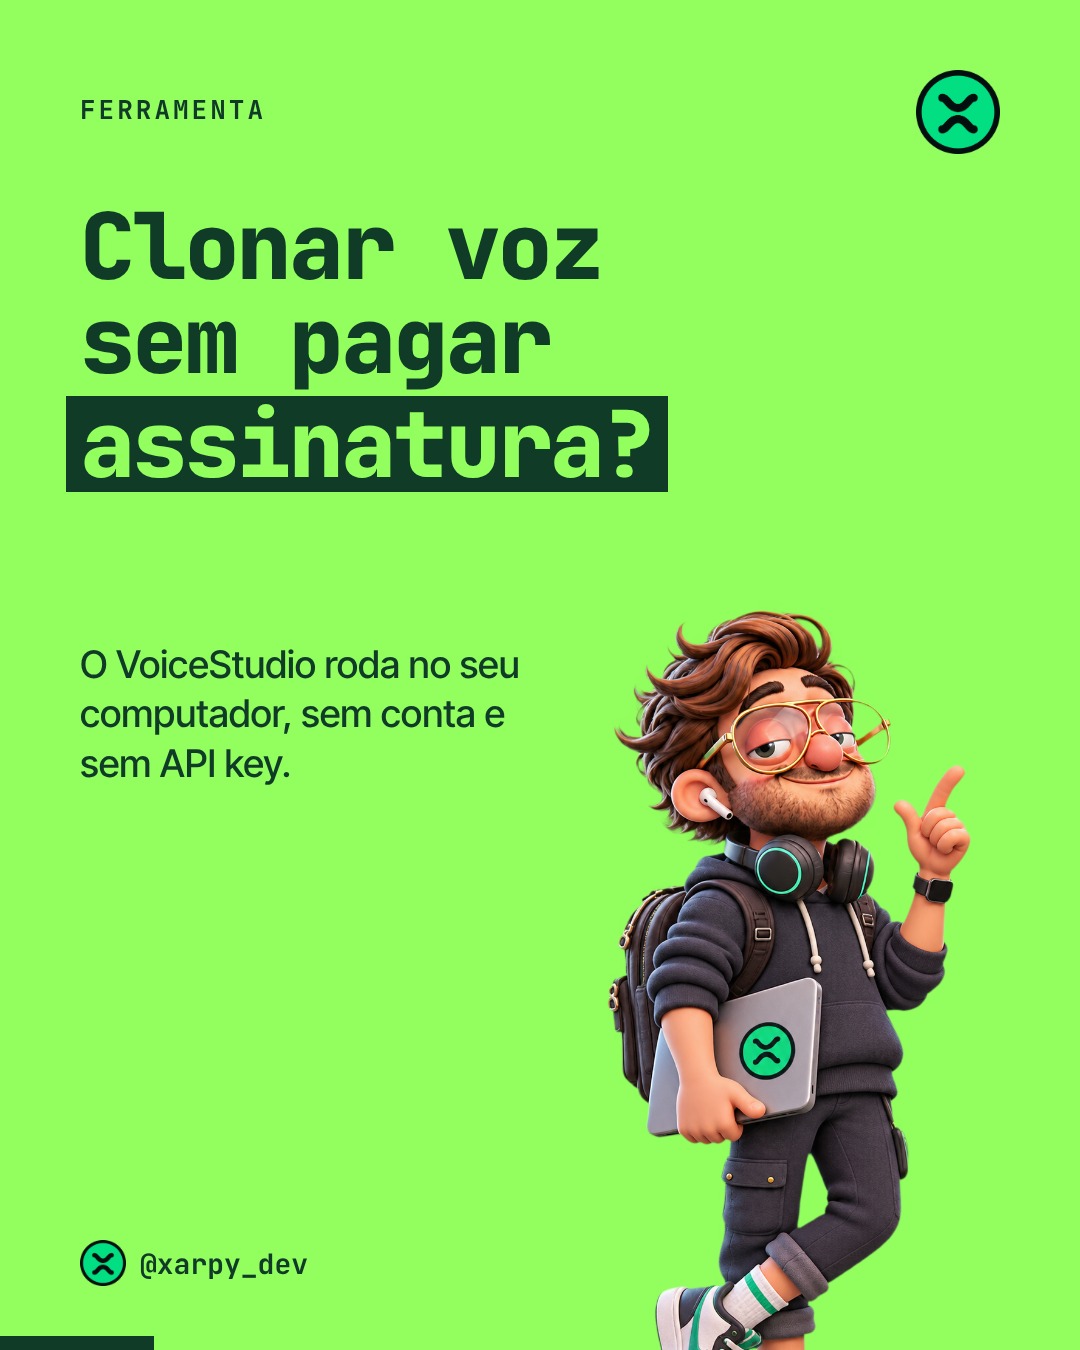 FERRAMENTA
Clonar voz
sem pagar
assinatura?
O VoiceStudio roda no seu
computador, sem conta e
sem API key.
@xarpy_dev